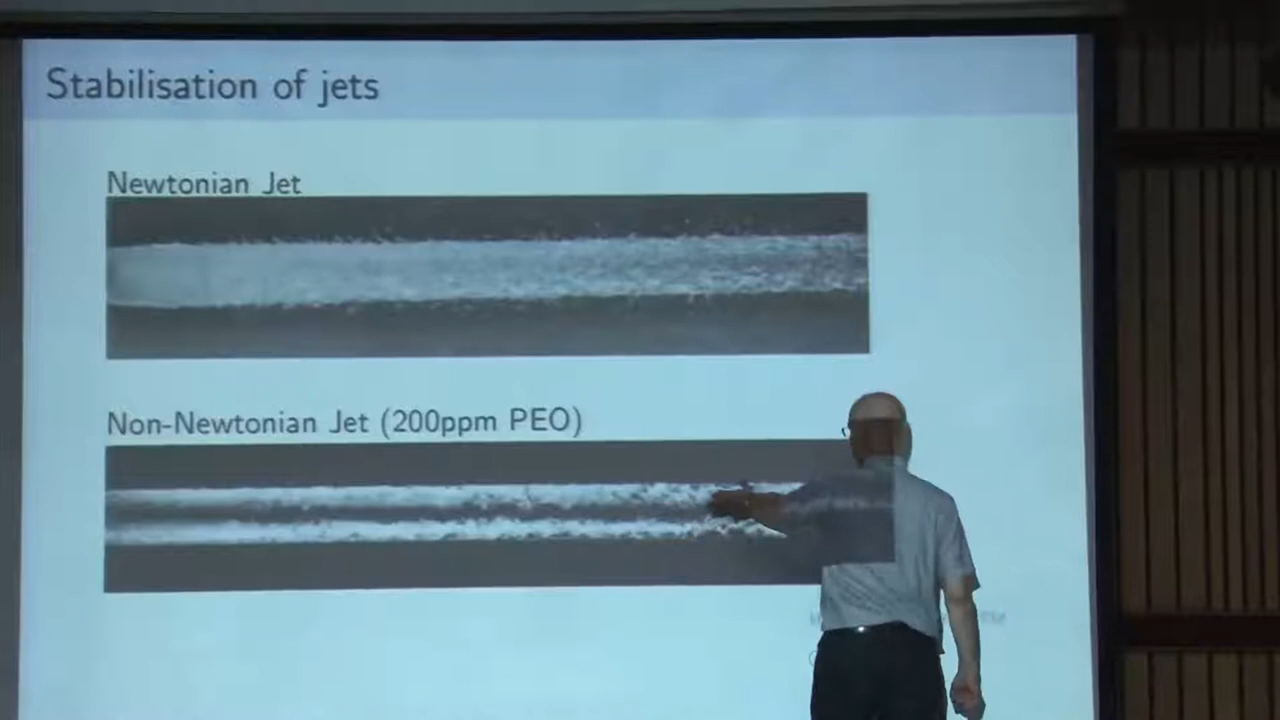 Stabilisation of jets
Newtonian Jet
Non-Newtonian Jet (200ppm PEO)